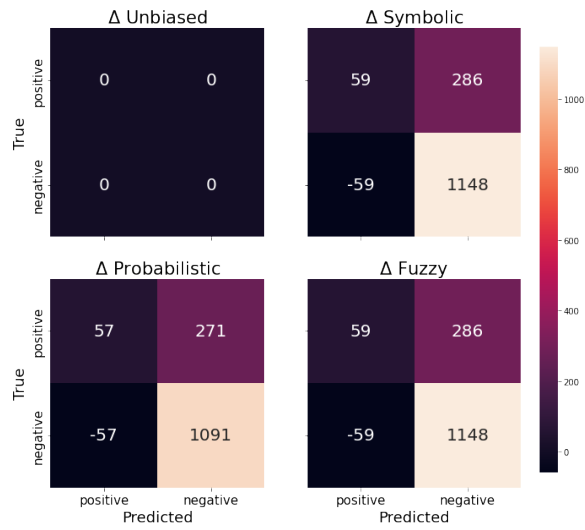 Δ Unbiased
Δ Symbolic
True
positive
0 0
59 286
negative
0 0
-59 1148
Δ Probabilistic
Δ Fuzzy
True
positive
57 271
59 286
negative
-57 1091
-59 1148
positive negative
positive negative
Predicted
Predicted
1000
800
600
400
200
0